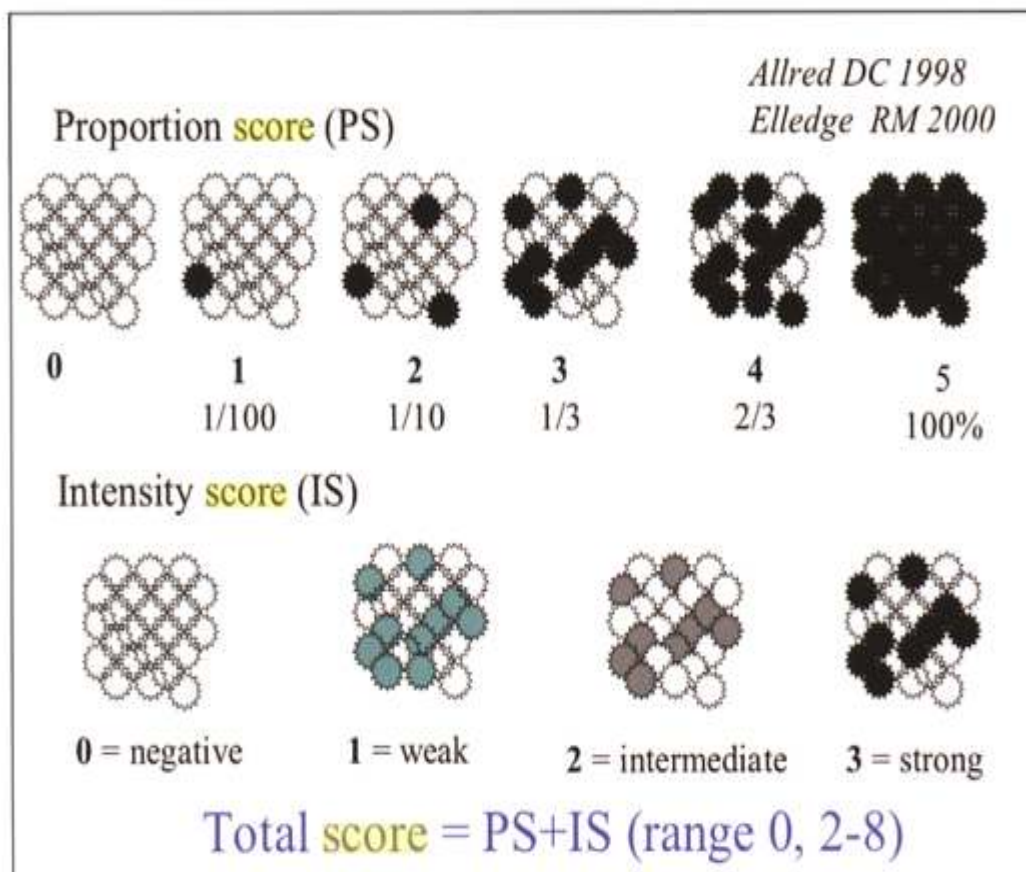 Allred DC 1998
Elledge RM 2000
Proportion score (PS)
0 1 2 3 4 5
1/100 1/10 1/3 2/3 100%
Intensity score (IS)
0 = negative 1 = weak 2 = intermediate 3 = strong
Total score = PS+IS (range 0, 2-8)